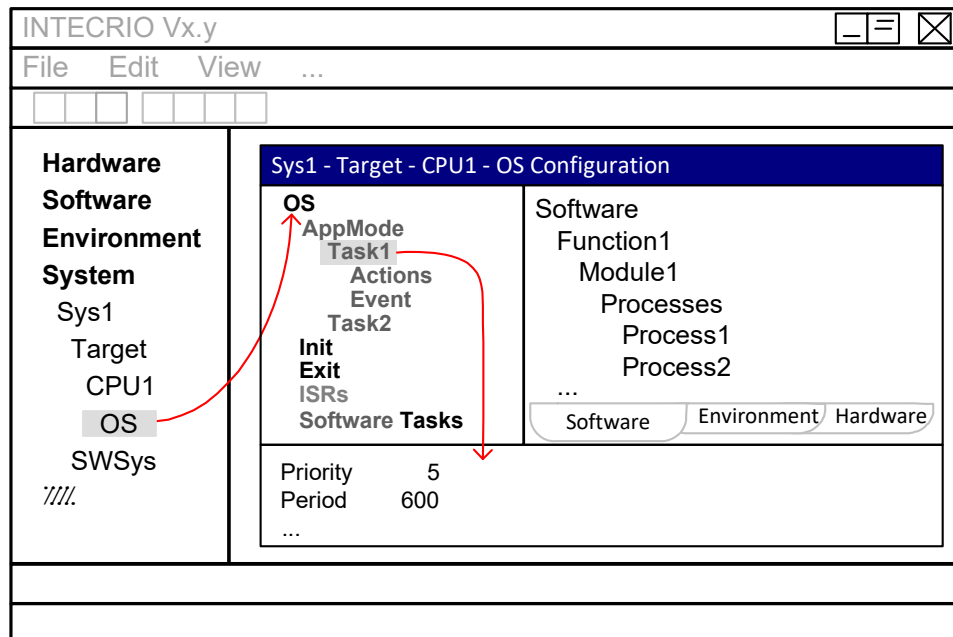 INTECRIO Vx.y
File Edit View ...
Hardware
Software
Environment
System
Sys1
Target
CPU1
OS
SWSys
Sys1 - Target - CPU1 - OS Configuration
OS
AppMode
Task1
Actions
Event
Task2
Init
Exit
ISRs
Software Tasks
Software
Function1
Module1
Processes
Process1
Process2
...
Software Environment Hardware
Priority 5
Period 600
...